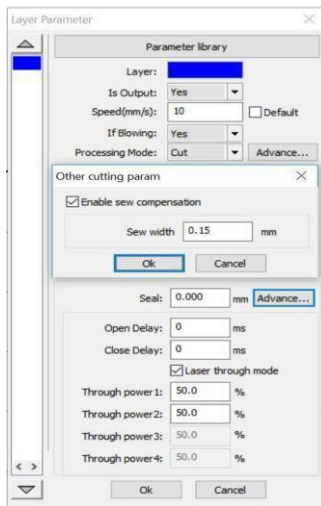 Layer Parameter
Parameter library
Layer:
Is Output: Yes
Speed(mm/s): 10 Default
If Blowing: Yes
Processing Mode: Cut Advance...
Other cutting param
Enable sew compensation
Sew width 0.15 mm
Ok Cancel
Seal: 0.000 mm Advance...
Open Delay: 0 ms
Close Delay: 0 ms
Laser through mode
Through power1: 50.0 %
Through power2: 50.0 %
Through power3: 50.0 %
Through power4: 50.0 %
Ok Cancel